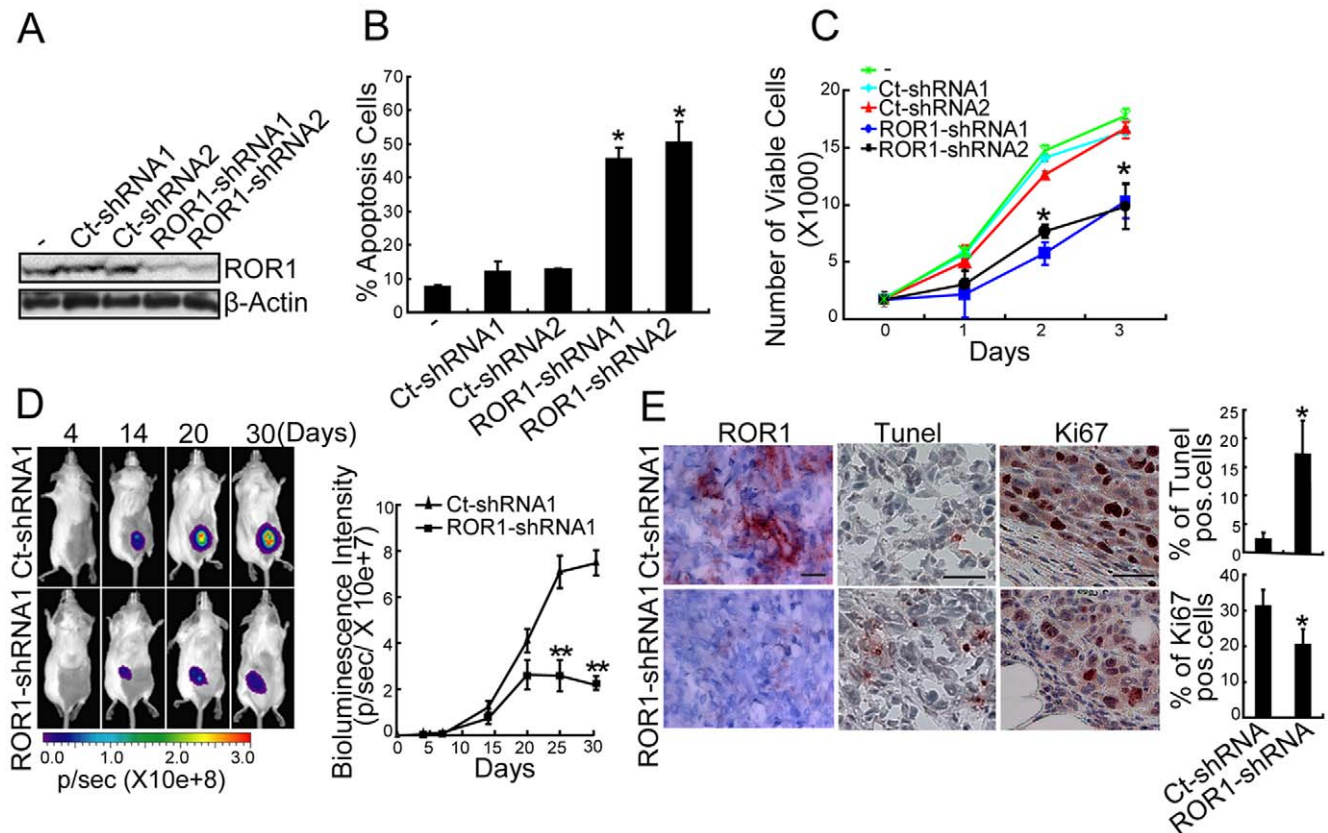 A
-
Ct-shRNA1
Ct-shRNA2
ROR1-shRNA1
ROR1-shRNA2
ROR1
β-Actin
B
% Apoptosis Cells
70
60
50
40
30
20
10
0
*
*
-
Ct-shRNA1
Ct-shRNA2
ROR1-shRNA1
ROR1-shRNA2
C
Number of Viable Cells
(X1000)
20
15
10
5
0
-
Ct-shRNA1
Ct-shRNA2
ROR1-shRNA1
ROR1-shRNA2
*
*
0 1 2 3
Days
D
4 14 20 30(Days)
Ct-shRNA1
ROR1-shRNA1
0.0 1.0 2.0 3.0
p/sec (X10e+8)
Bioluminescence Intensity
(p/sec/ X 10e+7)
10
8
6
4
2
0
Ct-shRNA1
ROR1-shRNA1
**
**
0 5 10 15 20 25 30
Days
E
ROR1 Tunel Ki67
Ct-shRNA1
ROR1-shRNA1
% of Tunel
pos.cells
25
20
15
10
5
0
*
% of Ki67
pos.cells
40
30
20
10
0
*
Ct-shRNA
ROR1-shRNA